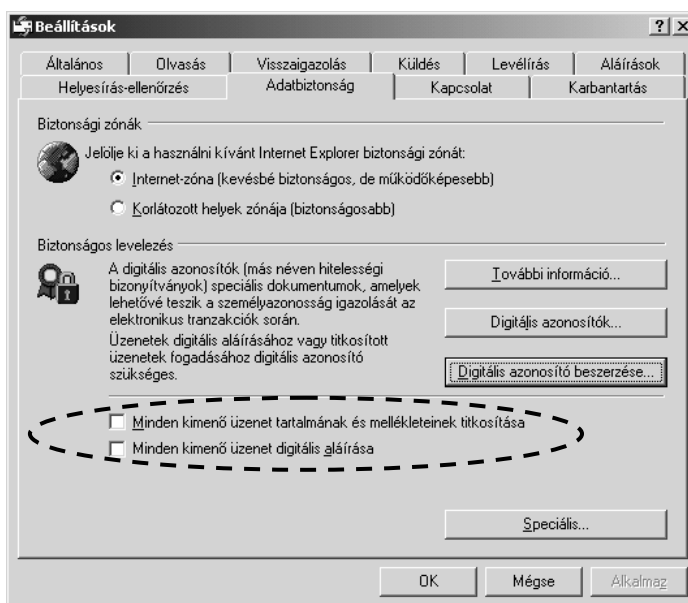 Beállítások
Általános Olvasás Visszaigazolás Küldés Levélírás Aláírások
Helyesírás-ellenőrzés Adatbiztonság Kapcsolat Karbantartás
Biztonsági zónák
Jelölje ki a használni kívánt Internet Explorer biztonsági zónát:
Internet-zóna (kevésbé biztonságos, de működőképesebb)
Korlátozott helyek zónája (biztonságosabb)
Biztonságos levelezés
A digitális azonosítók (más néven hitelességi
bizonyítványok) speciális dokumentumok, amelyek
lehetővé teszik a személyazonosság igazolását az
elektronikus tranzakciók során.
Üzenetek digitális aláírásához vagy titkosított
üzenetek fogadásához digitális azonosító
szükséges.
További információ...
Digitális azonosítók...
Digitális azonosító beszerzése...
Minden kimenő üzenet tartalmának és mellékleteinek titkosítása
Minden kimenő üzenet digitális aláírása
Speciális...
OK Mégse Alkalmaz